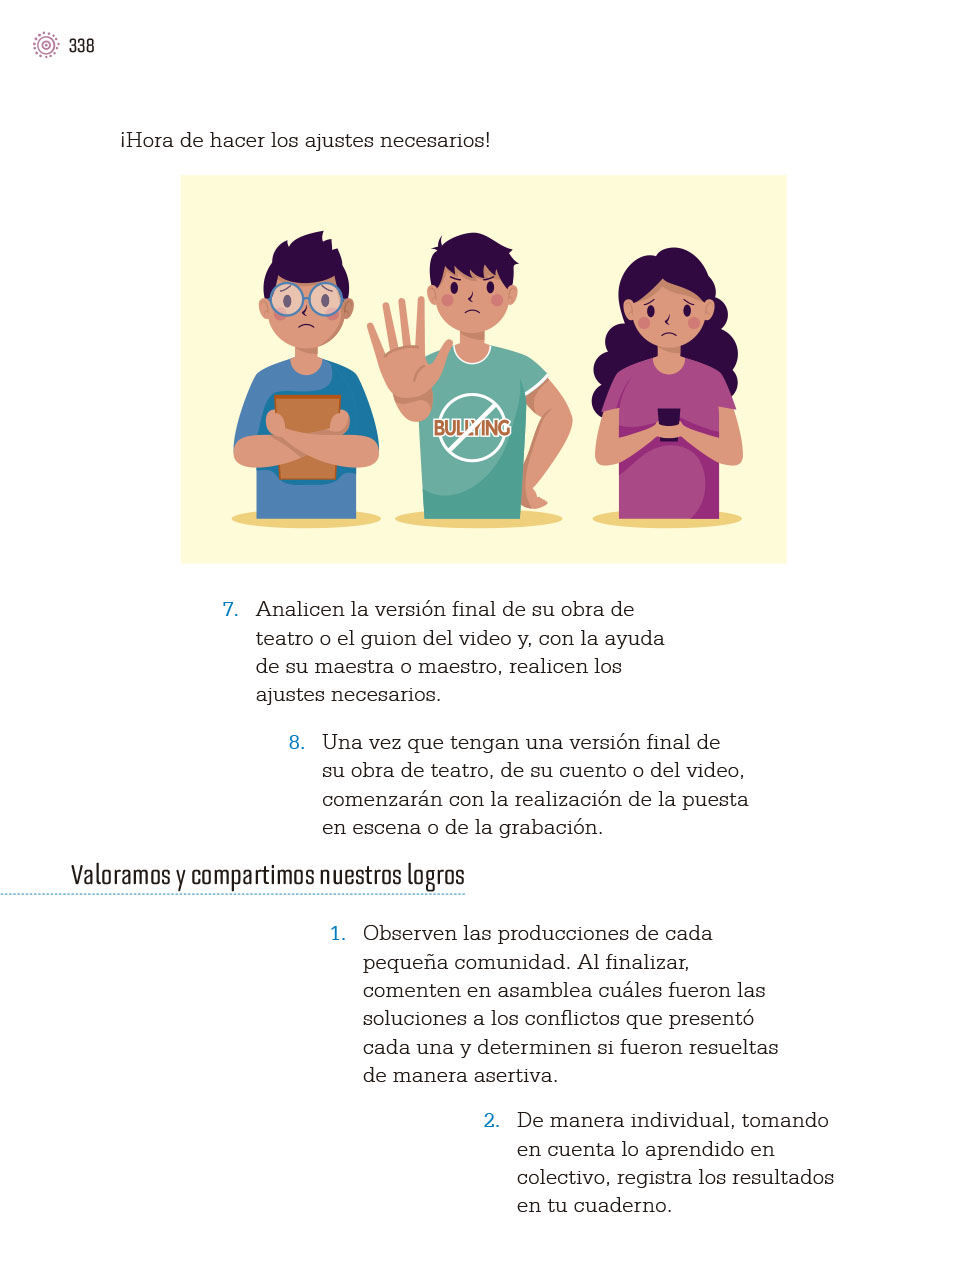 338
¡Hora de hacer los ajustes necesarios!
BULLYING
7. Analicen la versión final de su obra de
teatro o el guion del video y, con la ayuda
de su maestra o maestro, realicen los
ajustes necesarios.
8. Una vez que tengan una versión final de
su obra de teatro, de su cuento o del video,
comenzarán con la realización de la puesta
en escena o de la grabación.
Valoramos y compartimos nuestros logros
1. Observen las producciones de cada
pequeña comunidad. Al finalizar,
comenten en asamblea cuáles fueron las
soluciones a los conflictos que presentó
cada una y determinen si fueron resueltas
de manera asertiva.
2. De manera individual, tomando
en cuenta lo aprendido en
colectivo, registra los resultados
en tu cuaderno.